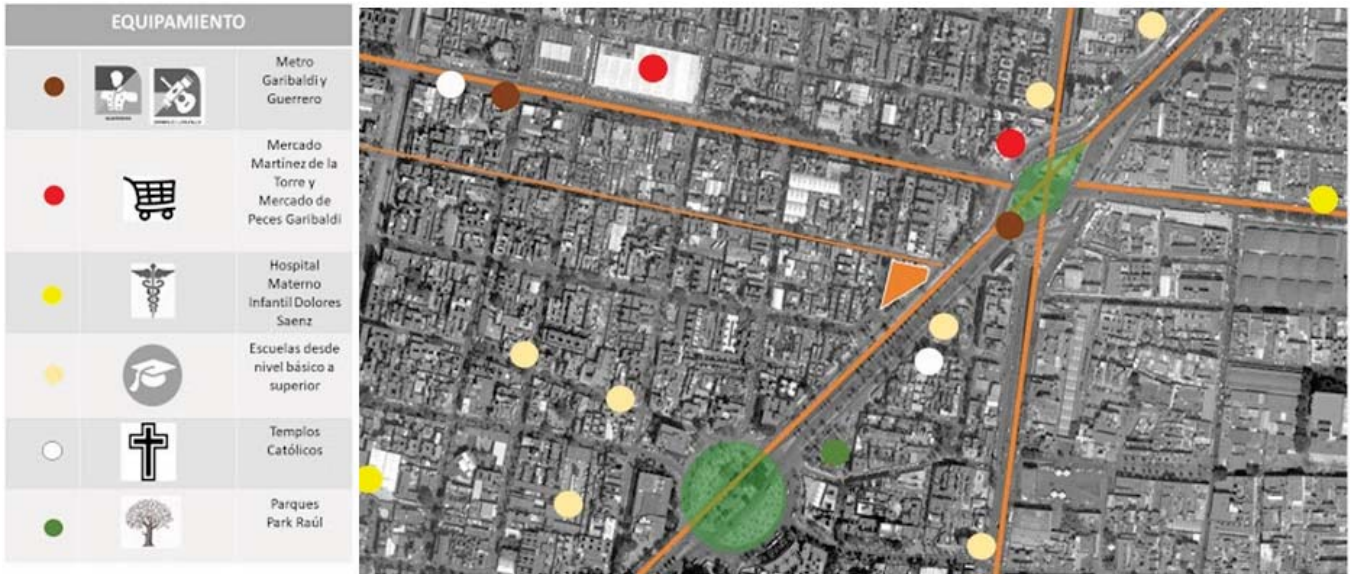 EQUIPAMIENTO
Metro
Garibaldi y
Guerrero
Mercado
Martínez de la
Torre y
Mercado de
Peces Garibaldi
Hospital
Materno
Infantil Dolores
Saenz
Escuelas desde
nivel básico a
superior
Templos
Católicos
Parques
Park Raúl